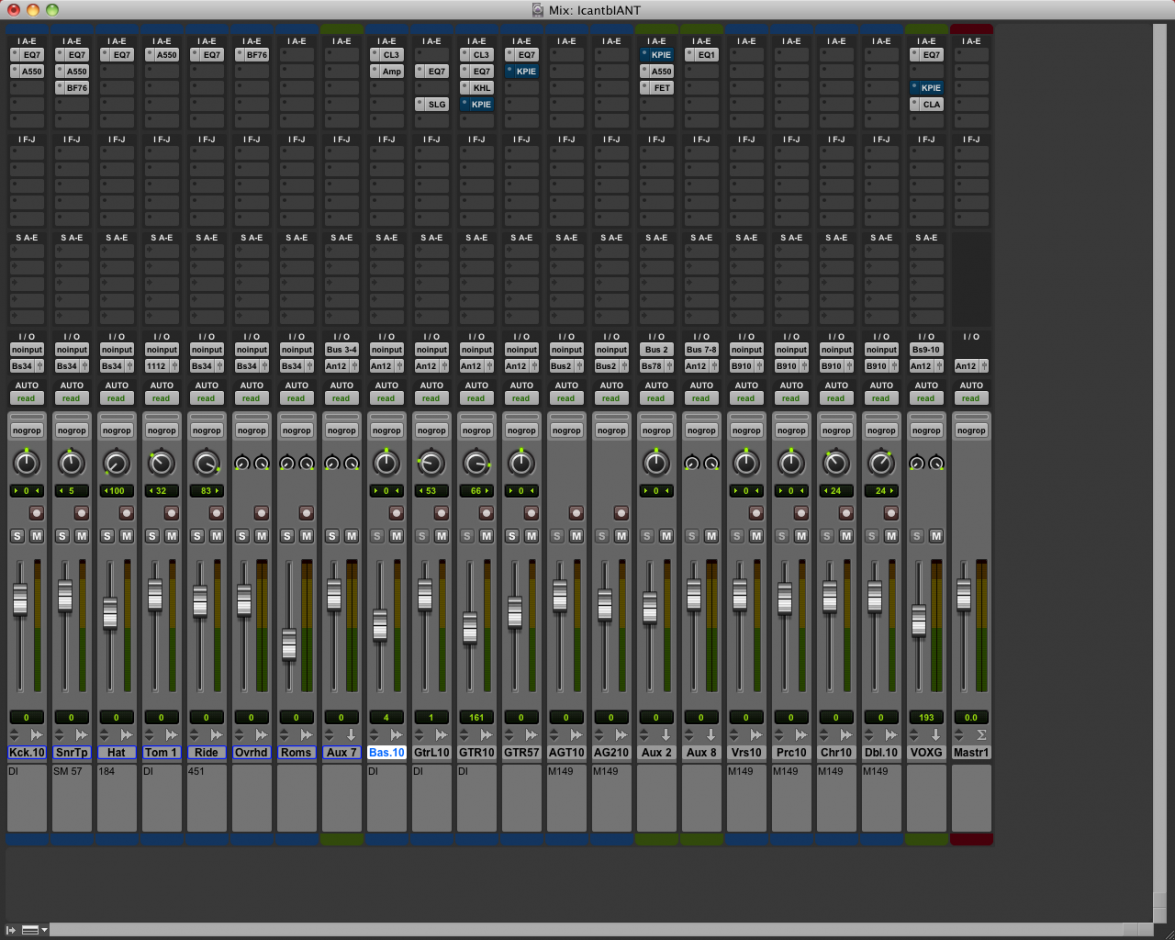 Mix: IcantbIANT
I A-E I A-E I A-E I A-E I A-E I A-E I A-E I A-E I A-E I A-E I A-E I A-E I A-E I A-E I A-E I A-E I A-E I A-E I A-E I A-E I A-E I A-E
EQ7 EQ7 EQ7 A550 EQ7 BF76 CL3 CL3 EQ7 KPIE EQ1 EQ7
A550 A550 Amp EQ7 EQ7 KPIE A550
BF76 KHL FET KPIE
SLG KPIE CLA
I F-J I F-J I F-J I F-J I F-J I F-J I F-J I F-J I F-J I F-J I F-J I F-J I F-J I F-J I F-J I F-J I F-J I F-J I F-J I F-J I F-J I F-J
S A-E S A-E S A-E S A-E S A-E S A-E S A-E S A-E S A-E S A-E S A-E S A-E S A-E S A-E S A-E S A-E S A-E S A-E S A-E S A-E S A-E
I / O I / O I / O I / O I / O I / O I / O I / O I / O I / O I / O I / O I / O I / O I / O I / O I / O I / O I / O I / O I / O I / O
noinput noinput noinput noinput noinput noinput noinput Bus 3-4 noinput noinput noinput noinput noinput noinput Bus 2 Bus 7-8 noinput noinput noinput noinput Bs9-10
Bs34 Bs34 Bs34 1112 Bs34 Bs34 Bs34 An12 An12 An12 An12 An12 Bus2 Bus2 Bs78 An12 B910 B910 B910 B910 An12 An12
AUTO AUTO AUTO AUTO AUTO AUTO AUTO AUTO AUTO AUTO AUTO AUTO AUTO AUTO AUTO AUTO AUTO AUTO AUTO AUTO AUTO AUTO
read read read read read read read read read read read read read read read read read read read read read read
nogrop nogrop nogrop nogrop nogrop nogrop nogrop nogrop nogrop nogrop nogrop nogrop nogrop nogrop nogrop nogrop nogrop nogrop nogrop nogrop nogrop nogrop
0 5 100 32 83 0 53 66 0 0 0 0 24 24
S M S M S M S M S M S M S M S M S M S M S M S M S M S M S M S M S M S M S M S M S M
0 0 0 0 0 0 0 0 4 1 161 0 0 0 0 0 0 0 0 0 193 0.0
Kck.10 SnrTp Hat Tom 1 Ride Ovrhd Roms Aux 7 Bas.10 GtrL10 GTR10 GTR57 AGT10 AG210 Aux 2 Aux 8 Vrs10 Prc10 Chr10 Dbl.10 VOXG Mastr1
DI SM 57 184 DI 451 DI DI DI M149 M149 M149 M149 M149 M149